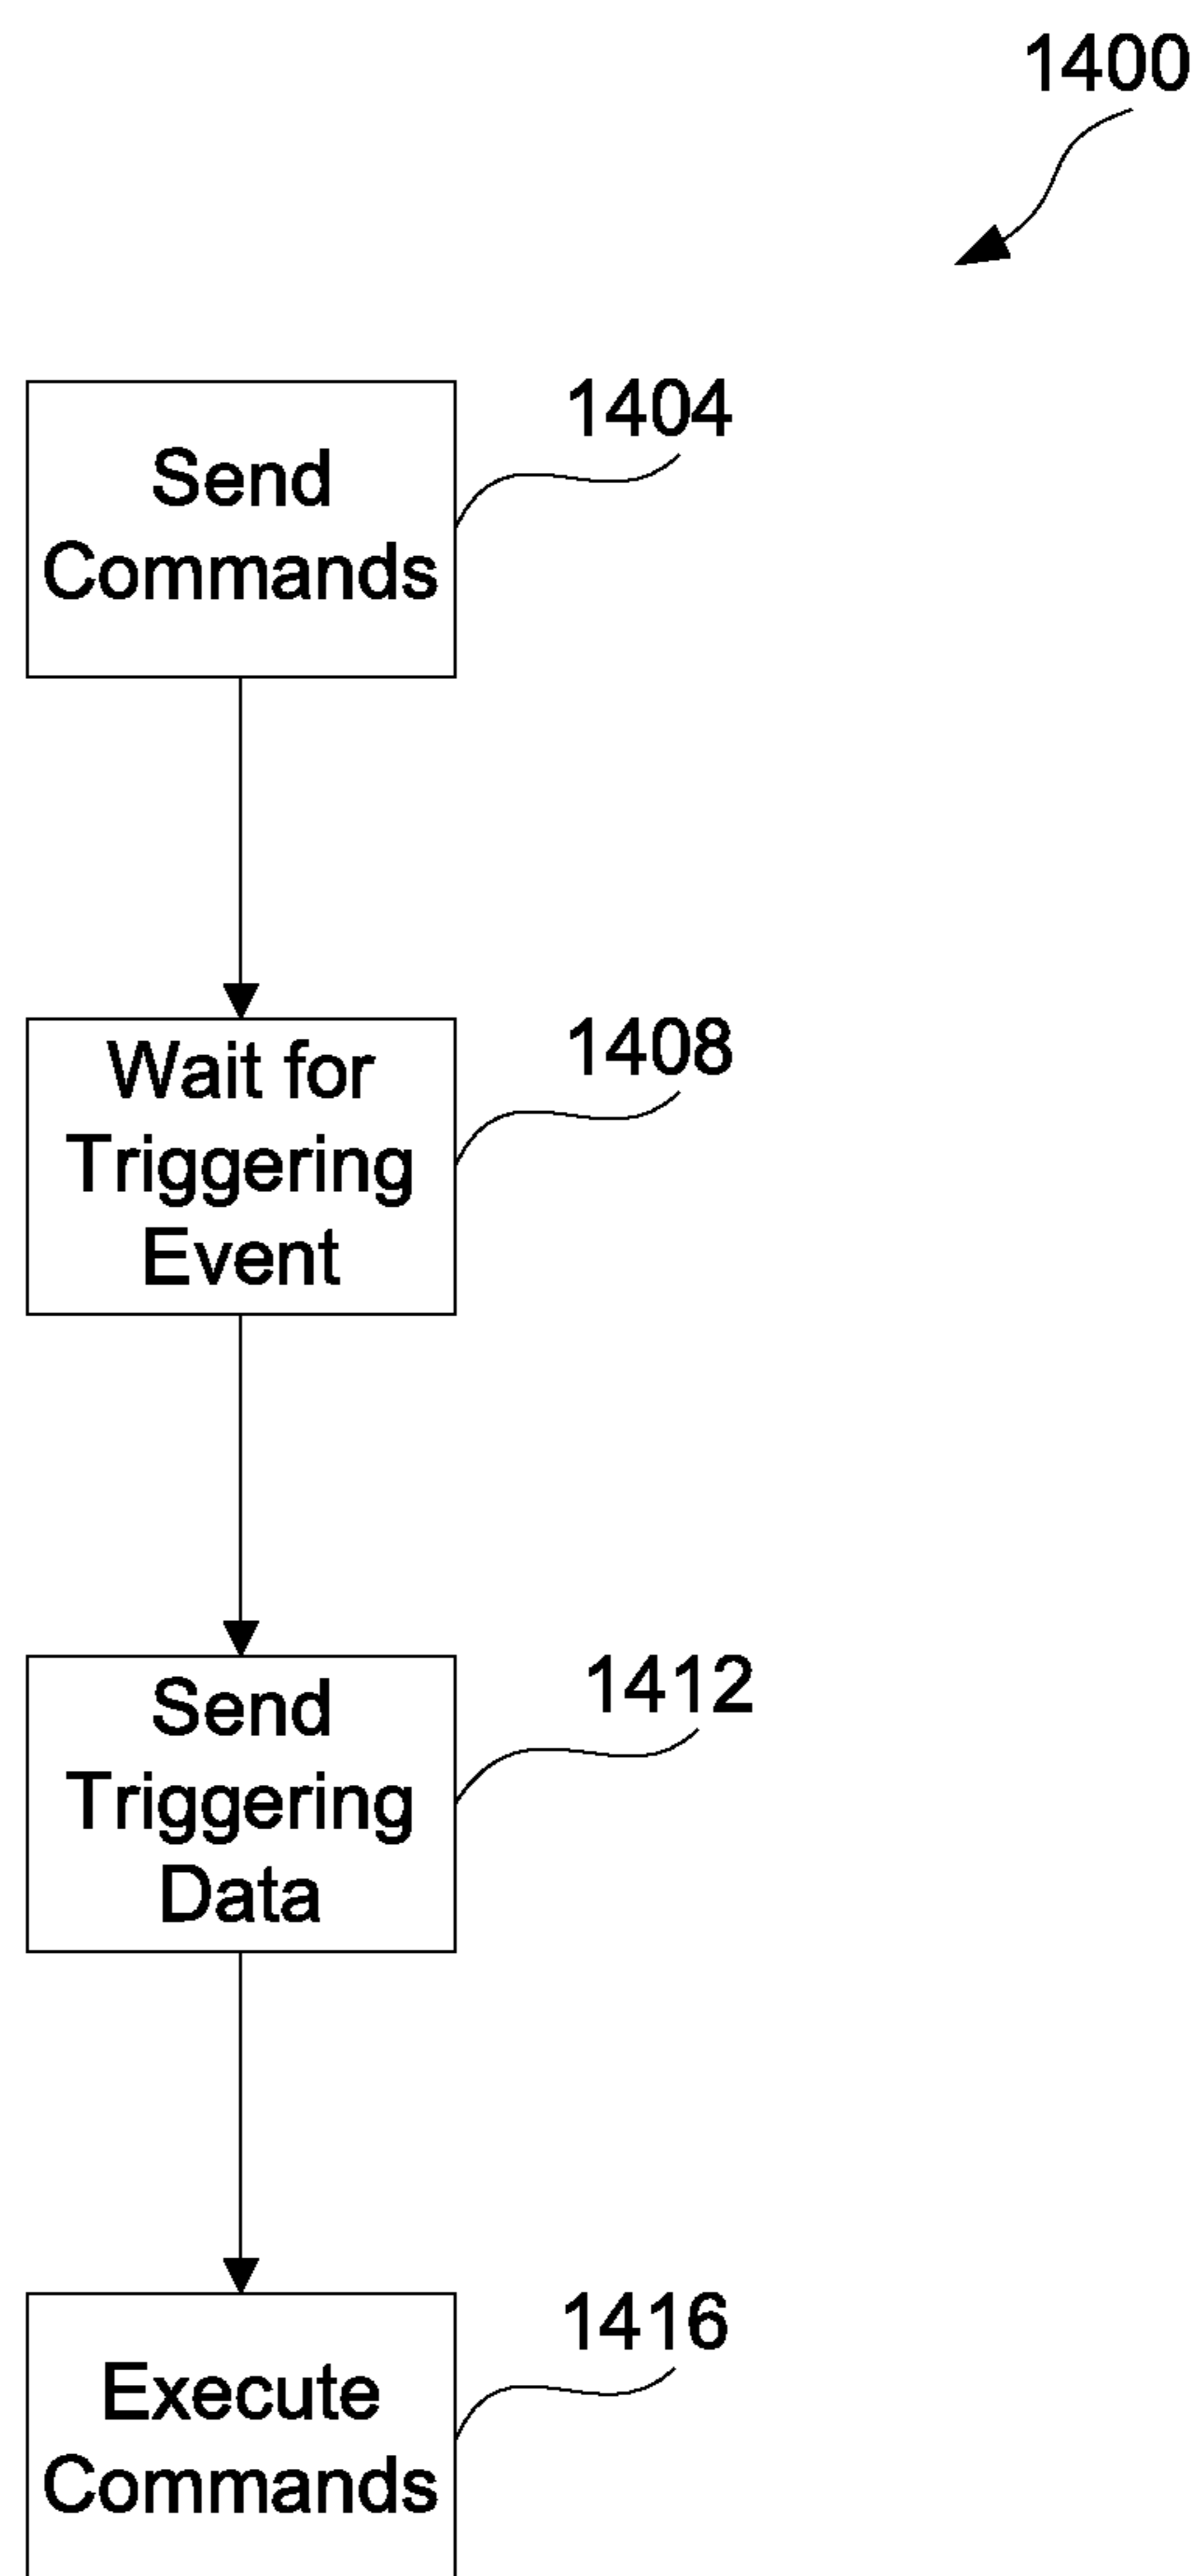 1400
Send
Commands
1404
Wait for
Triggering
Event
1408
Send
Triggering
Data
1412
Execute
Commands
1416